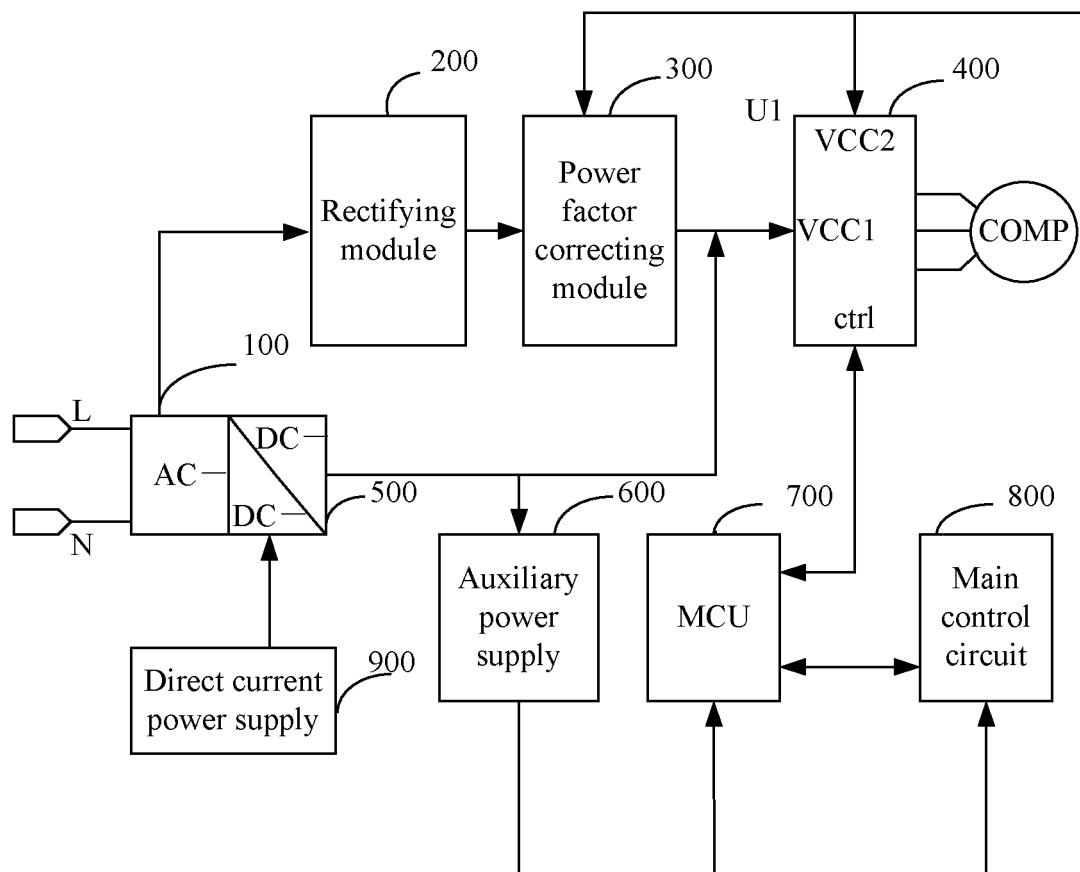 200
300
400
U1
VCC2
Rectifying
module
Power
factor
correcting
module
VCC1
COMP
ctrl
100
L
AC
DC
DC
N
500
600
700
800
Auxiliary
power
supply
MCU
Main
control
circuit
900
Direct current
power supply